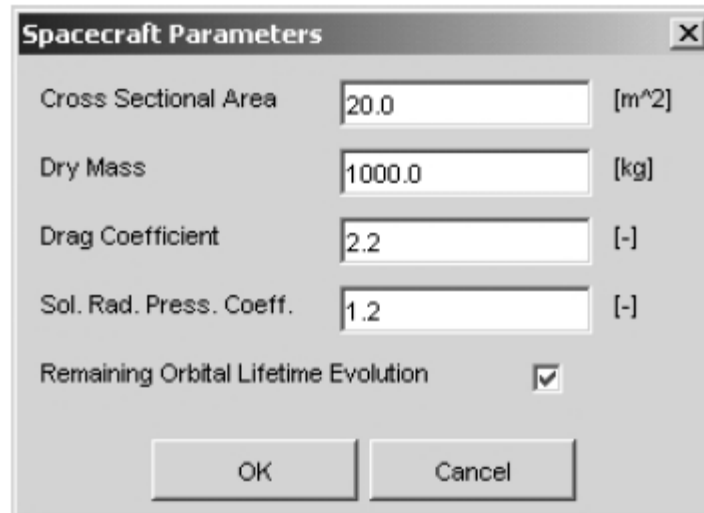 Spacecraft Parameters
Cross Sectional Area 20.0 [m^2]
Dry Mass 1000.0 [kg]
Drag Coefficient 2.2 [-]
Sol. Rad. Press. Coeff. 1.2 [-]
Remaining Orbital Lifetime Evolution
OK Cancel